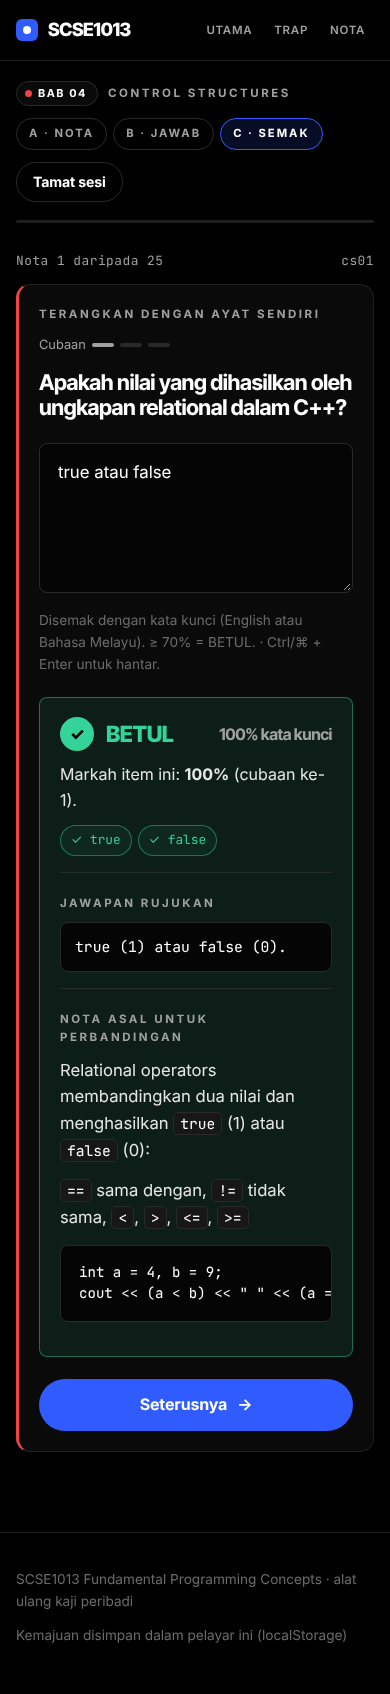 SCSE1013
UTAMA TRAP NOTA
BAB 04 CONTROL STRUCTURES
A · NOTA B · JAWAB C · SEMAK
Tamat sesi
Nota 1 daripada 25 cs01
TERANGKAN DENGAN AYAT SENDIRI
Cubaan
Apakah nilai yang dihasilkan oleh
ungkapan relational dalam C++?
true atau false
Disemak dengan kata kunci (English atau
Bahasa Melayu). ≥ 70% = BETUL. · Ctrl/⌘ +
Enter untuk hantar.
✓ BETUL 100% kata kunci
Markah item ini: 100% (cubaan ke-
1).
✓ true ✓ false
JAWAPAN RUJUKAN
true (1) atau false (0).
NOTA ASAL UNTUK
PERBANDINGAN
Relational operators
membandingkan dua nilai dan
menghasilkan true (1) atau
false (0):
== sama dengan, != tidak
sama, < , > , <= , >=
int a = 4, b = 9;
cout << (a < b) << " " << (a =
Seterusnya →
SCSE1013 Fundamental Programming Concepts · alat
ulang kaji peribadi
Kemajuan disimpan dalam pelayar ini (localStorage)